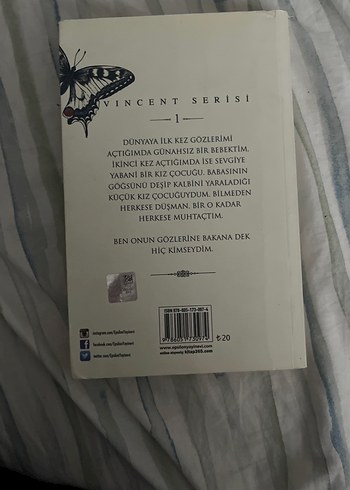 VINCENT SERİSİ
1
DÜNYAYA İLK KEZ GÖZLERİMİ
AÇTIĞIMDA GÜNAHSIZ BİR BEBEKTİM,
İKİNCİ KEZ AÇTIĞIMDA İSE SEVGİYE
YABANİ BİR KIZ ÇOCUĞU. BABASININ
GÖĞSÜNÜ DEŞİP KALBİNİ YARALADIĞI
KÜÇÜK KIZ ÇOCUĞUYDUM. BİLMEDEN
HERKESE DÜŞMAN, BİR O KADAR
HERKESE MUHTAÇTIM.
BEN ONUN GÖZLERİNE BAKANA DEK
HİÇ KİMSEYDİM.
₺20